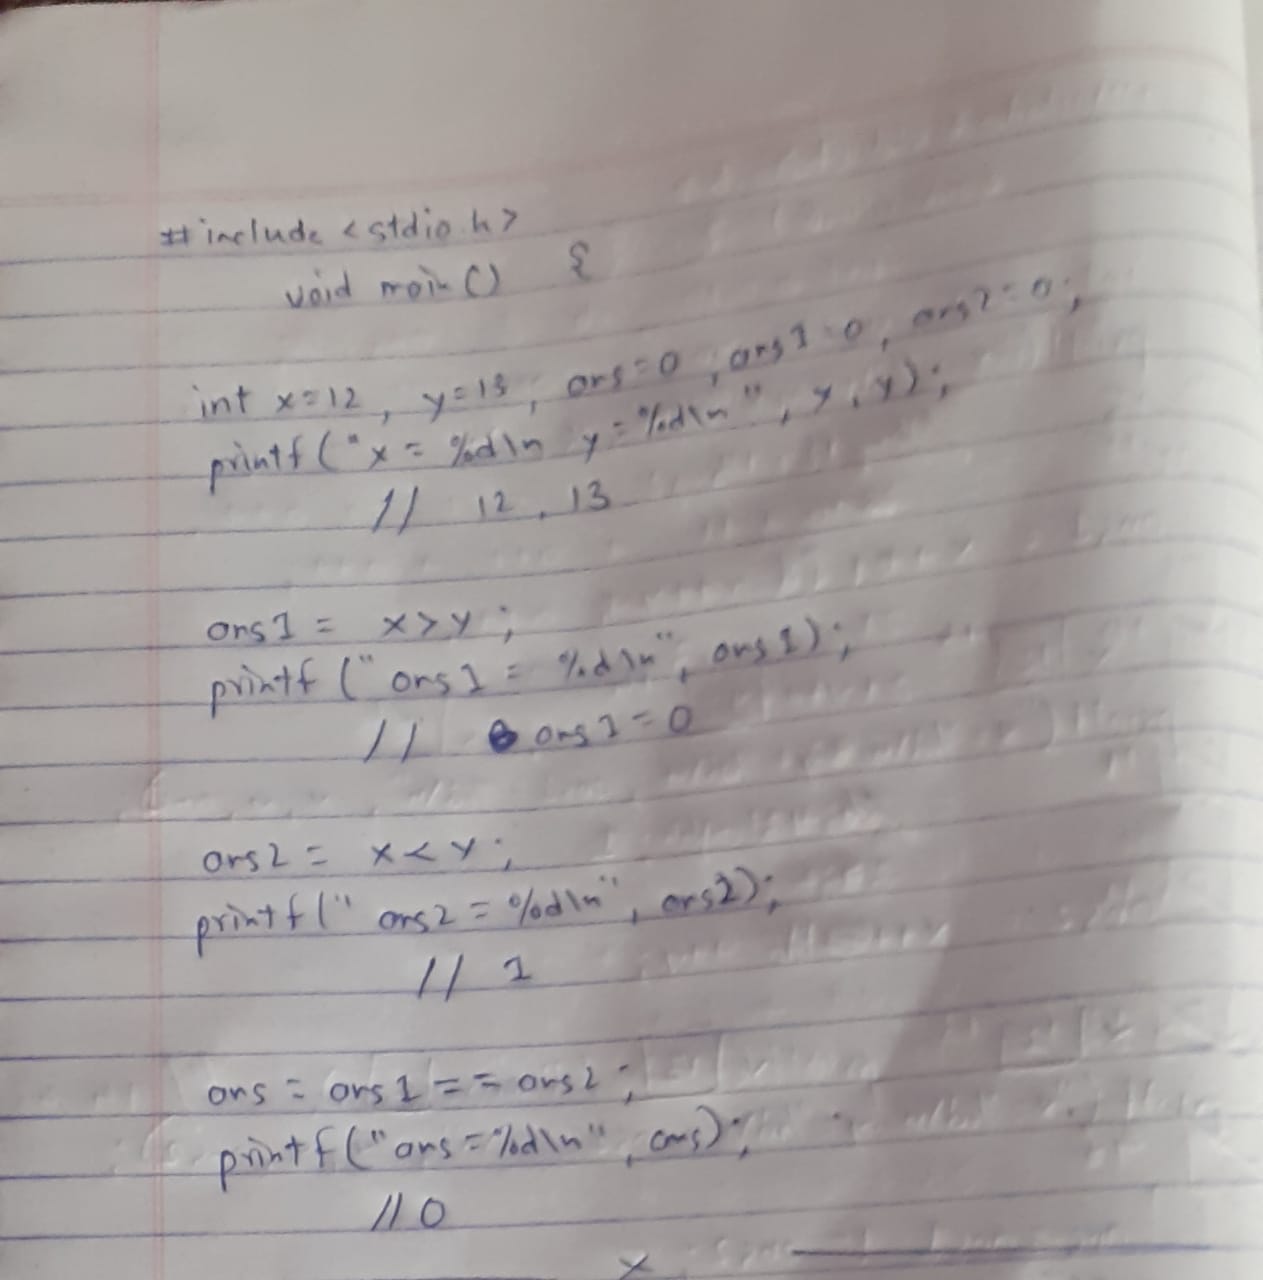 #include <stdio.h>
void main() {
int x=12, y=13, ans=0, ans1=0, ans2=0;
printf("x = %d\n y=%d\n", y, y);
// 12, 13
ans1 = x>y;
printf("ans1 = %d\n", ans1);
// ans1=0
ans2 = x<y;
printf(" ans2 = %d\n", ans2);
// 1
ans = ans1 == ans2;
printf("ans=%d\n", ans);
//0
x